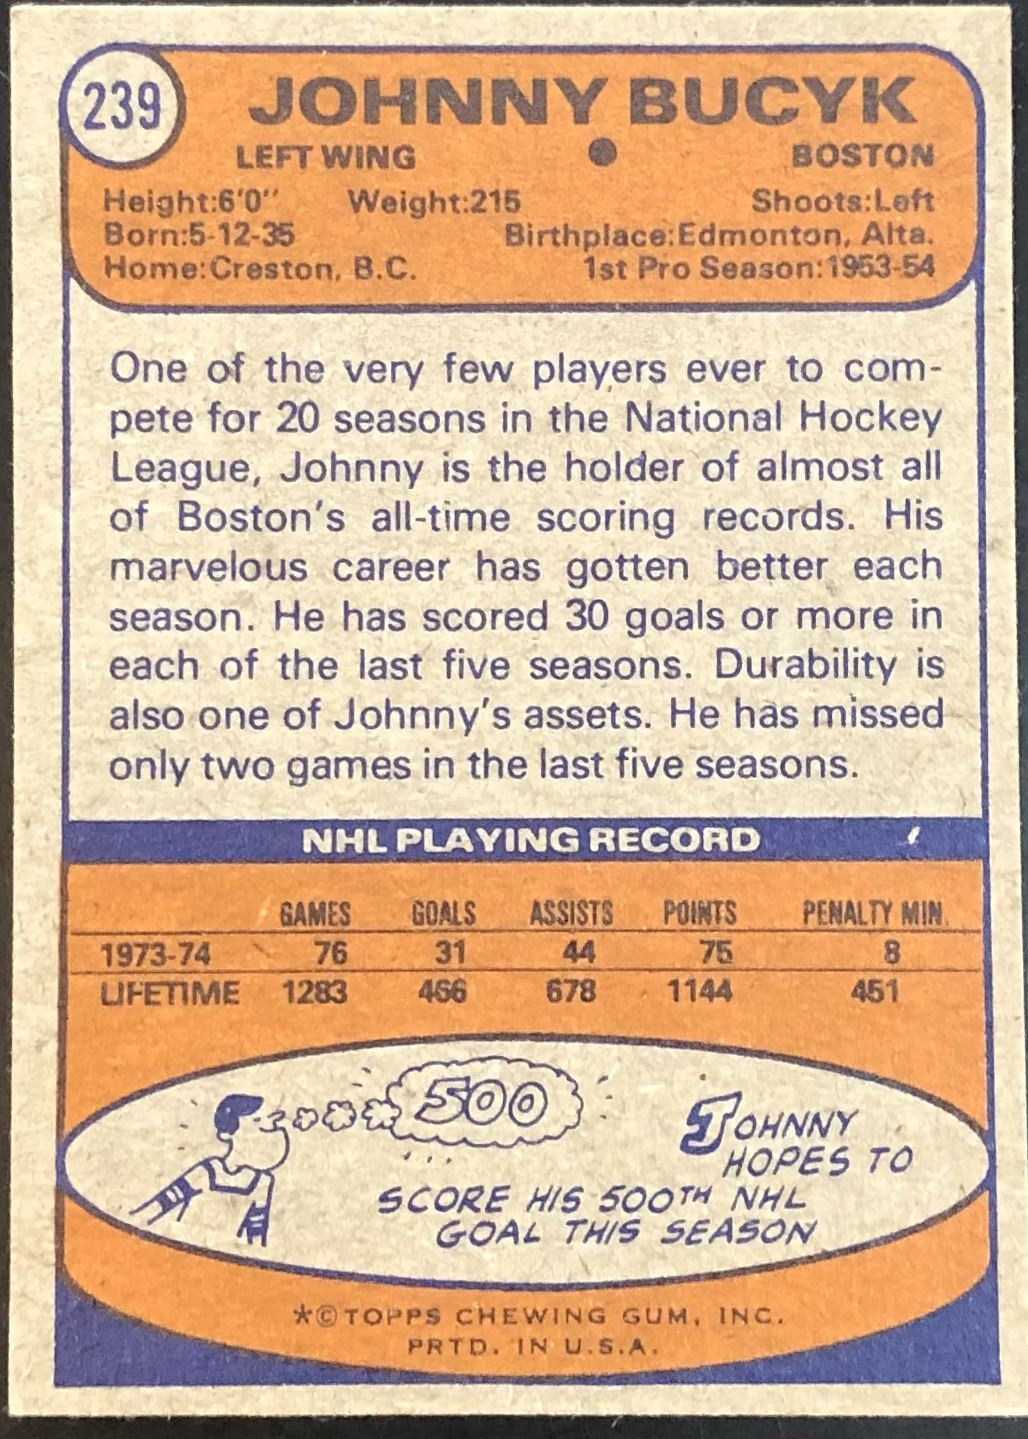 239
JOHNNY BUCYK
LEFT WING • BOSTON
Height:6'0" Weight:215 Shoots:Left
Born:5-12-35 Birthplace:Edmonton, Alta.
Home:Creston, B.C. 1st Pro Season:1953-54
One of the very few players ever to com-
pete for 20 seasons in the National Hockey
League, Johnny is the holder of almost all
of Boston's all-time scoring records. His
marvelous career has gotten better each
season. He has scored 30 goals or more in
each of the last five seasons. Durability is
also one of Johnny's assets. He has missed
only two games in the last five seasons.
NHL PLAYING RECORD
GAMES GOALS ASSISTS POINTS PENALTY MIN.
1973-74 76 31 44 75 8
LIFETIME 1283 466 678 1144 451
500
JOHNNY
HOPES TO
SCORE HIS 500TH NHL
GOAL THIS SEASON
*©TOPPS CHEWING GUM, INC.
PRTD. IN U.S.A.